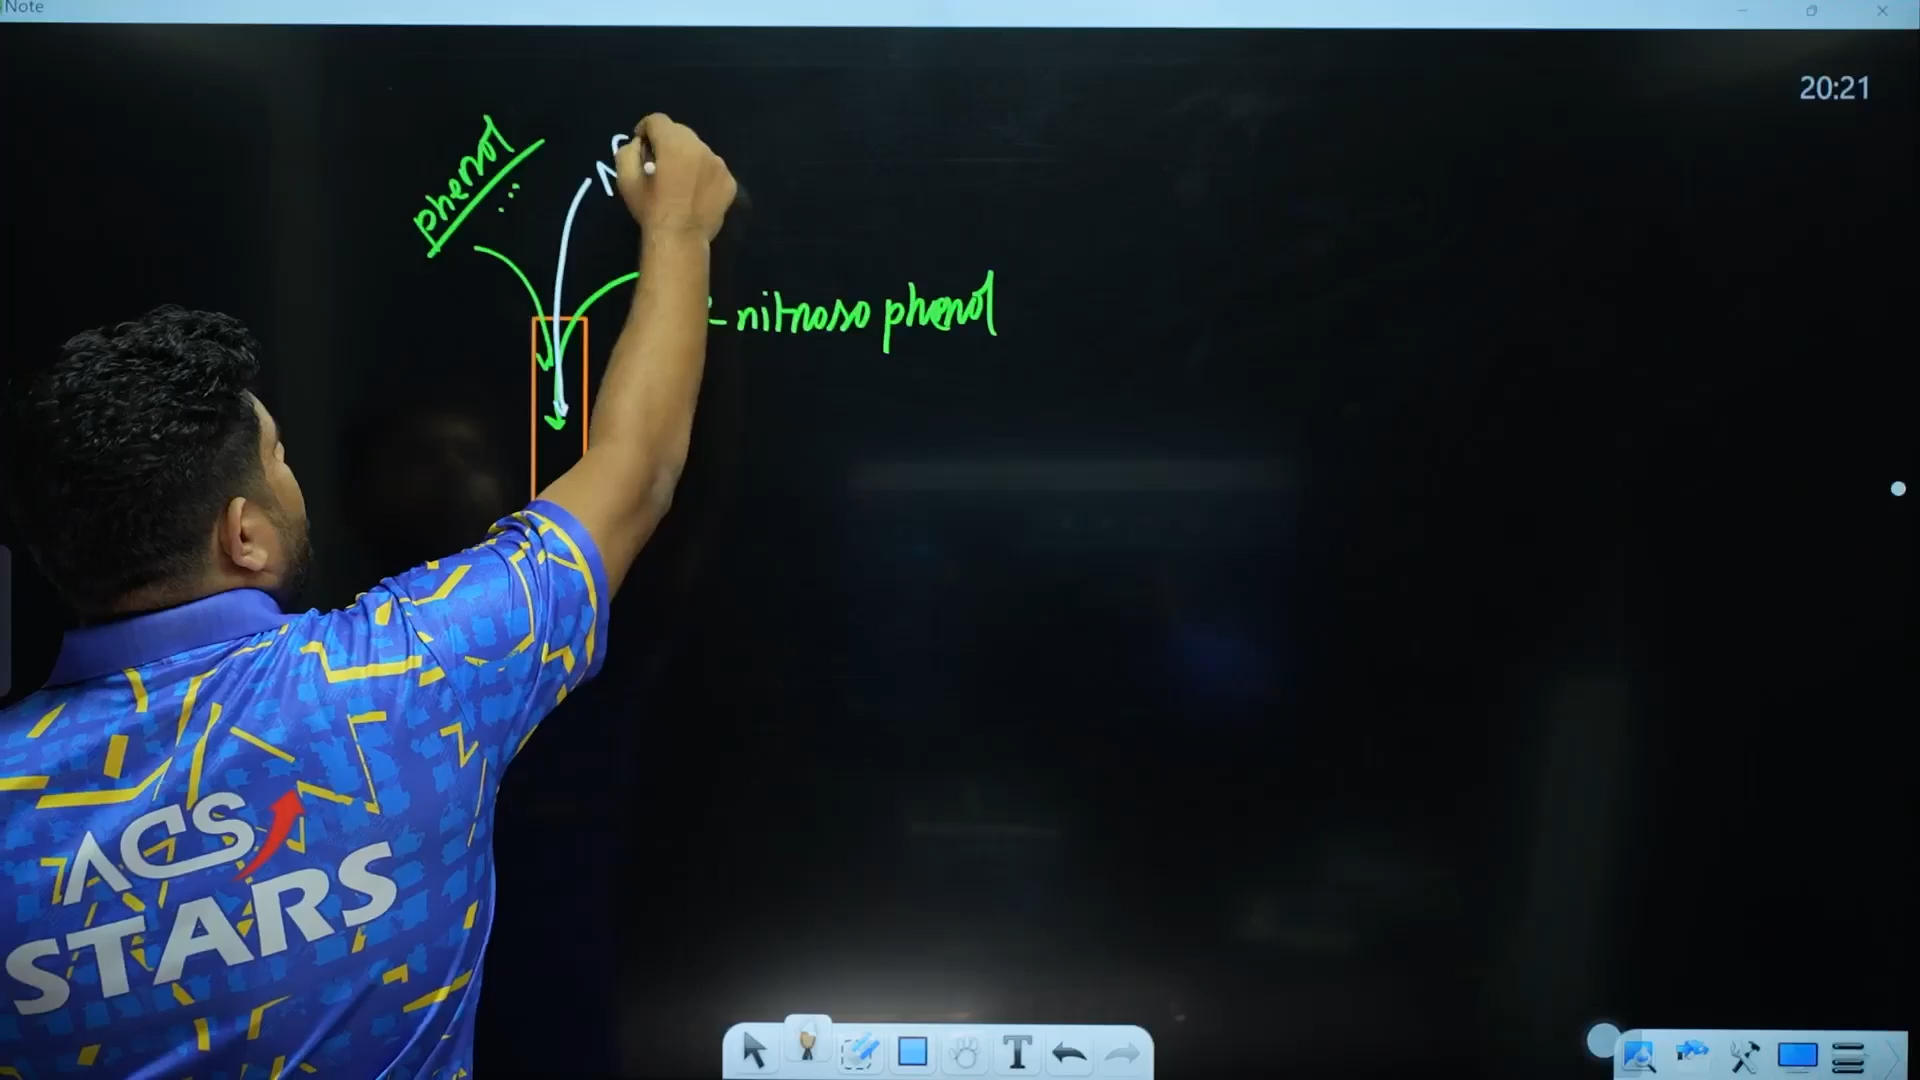 Note
20:21
phenol
N
-nitroso phenol
ACS
STARS
T